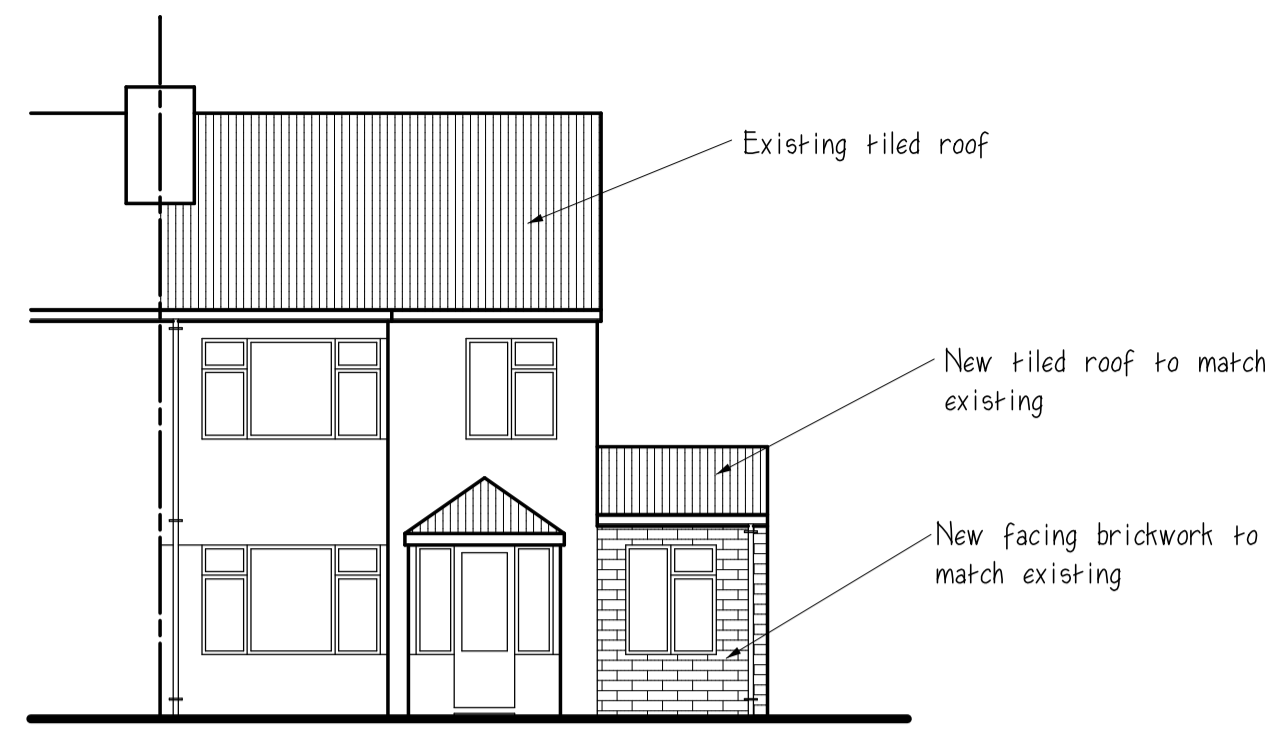 Existing tiled roof
New tiled roof to match
existing
New facing brickwork to
match existing